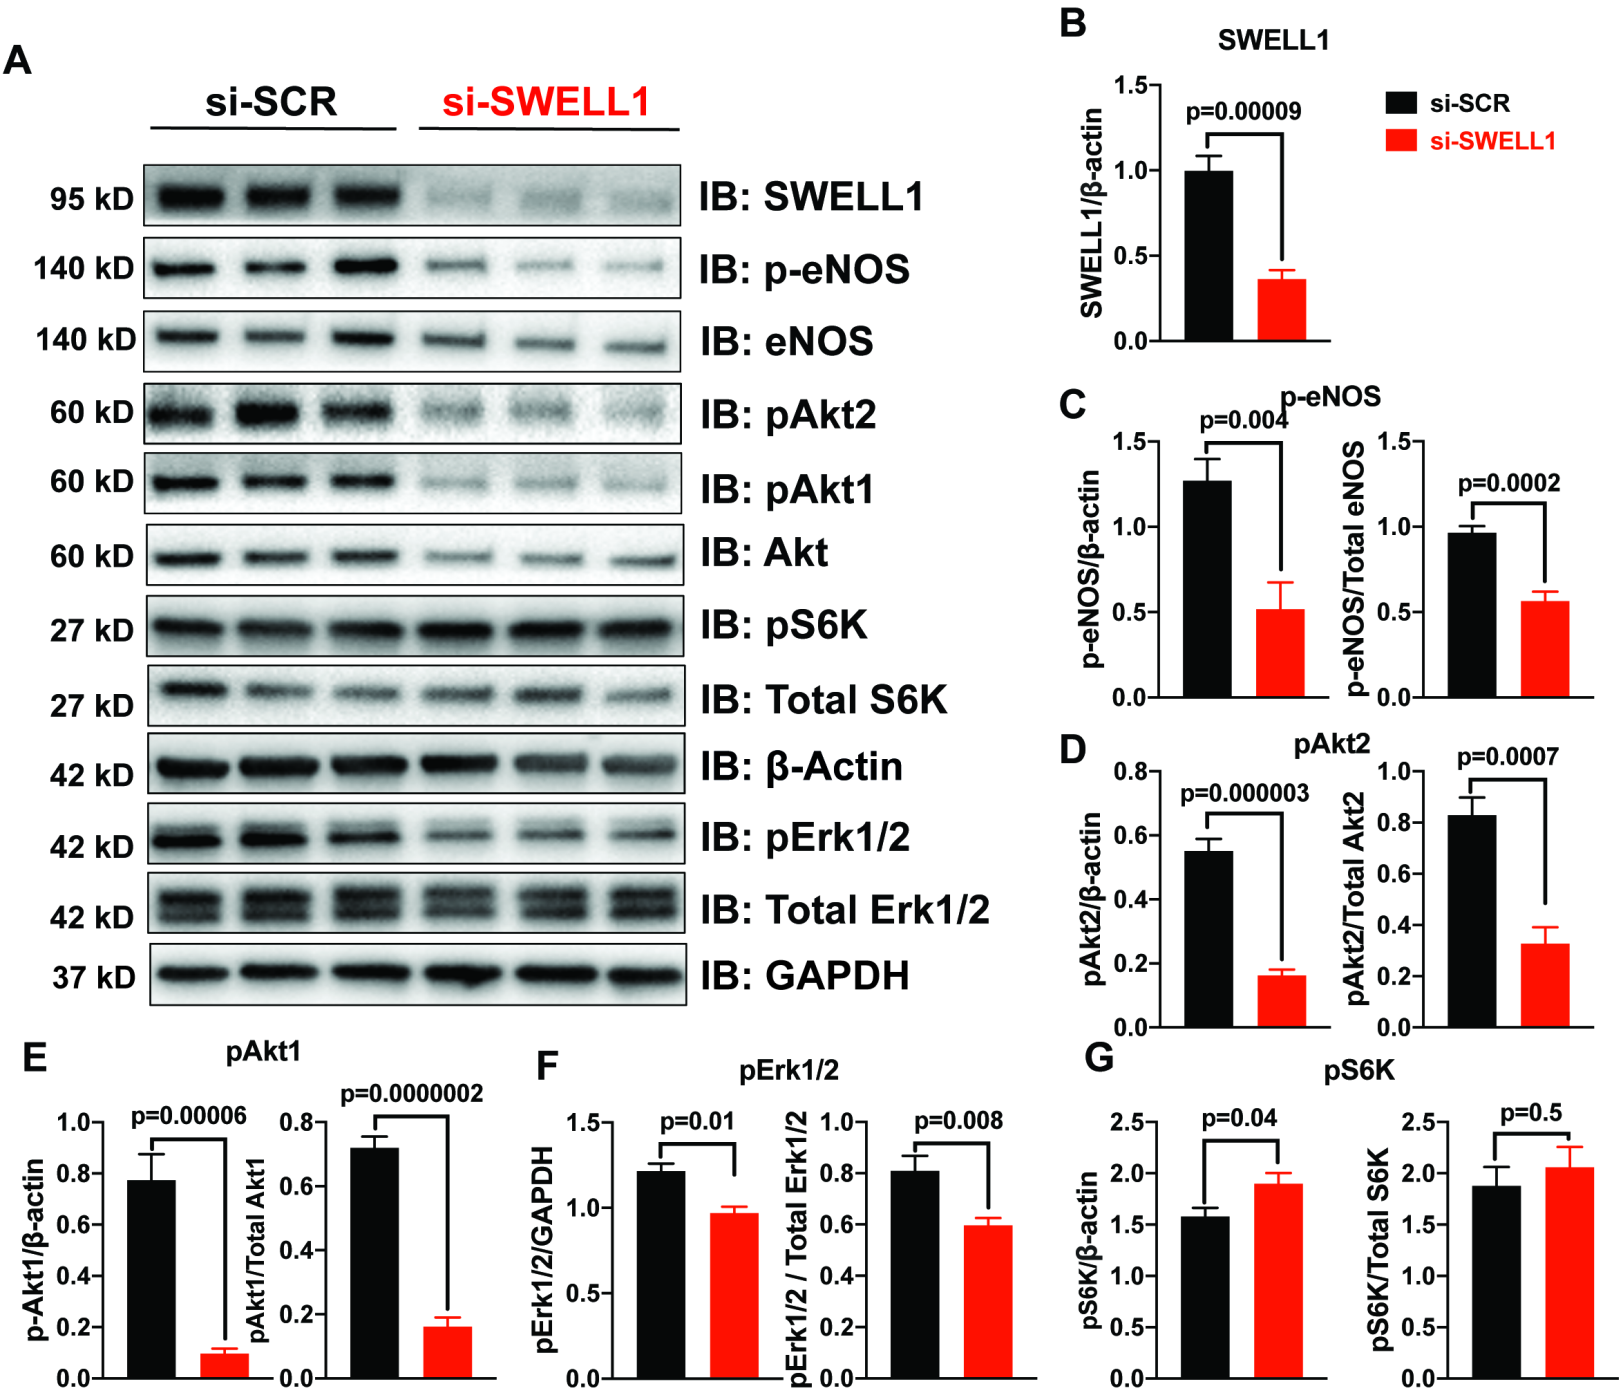 A
si-SCR
si-SWELL1
95 kD
IB: SWELL1
140 kD
IB: p-eNOS
140 kD
IB: eNOS
60 kD
IB: pAkt2
60 kD
IB: pAkt1
60 kD
IB: Akt
27 kD
IB: pS6K
27 kD
IB: Total S6K
42 kD
IB: β-Actin
42 kD
IB: pErk1/2
42 kD
IB: Total Erk1/2
37 kD
IB: GAPDH
B
SWELL1
SWELL1/β-actin
1.5
1.0
0.5
0.0
p=0.00009
si-SCR
si-SWELL1
C
p-eNOS
p-eNOS/β-actin
1.5
1.0
0.5
0.0
p=0.004
p-eNOS/Total eNOS
1.5
1.0
0.5
0.0
p=0.0002
D
pAkt2
pAkt2/β-actin
0.8
0.6
0.4
0.2
0.0
p=0.000003
pAkt2/Total Akt2
1.0
0.8
0.6
0.4
0.2
0.0
p=0.0007
E
pAkt1
p-Akt1/β-actin
1.0
0.8
0.6
0.4
0.2
0.0
p=0.00006
pAkt1/Total Akt1
0.8
0.6
0.4
0.2
0.0
p=0.0000002
F
pErk1/2
pErk1/2/GAPDH
1.5
1.0
0.5
0.0
p=0.01
pErk1/2 / Total Erk1/2
1.0
0.8
0.6
0.4
0.2
0.0
p=0.008
G
pS6K
pS6K/β-actin
2.5
2.0
1.5
1.0
0.5
0.0
p=0.04
pS6K/Total S6K
2.5
2.0
1.5
1.0
0.5
0.0
p=0.5